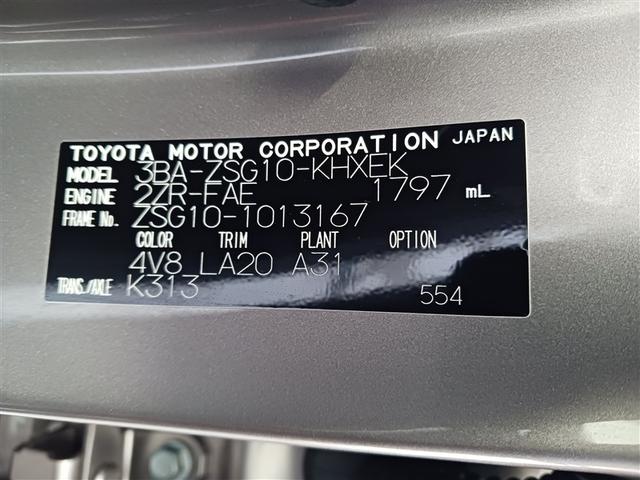 TOYOTA MOTOR CORPORATION JAPAN
MODEL 3BA-ZSG10-KHXEK
ENGINE 2ZR-FAE 1797 mL
FRAME No. ZSG10-1013167
COLOR TRIM PLANT OPTION
4V8 LA20 A31
TRANS./AXLE K313
554